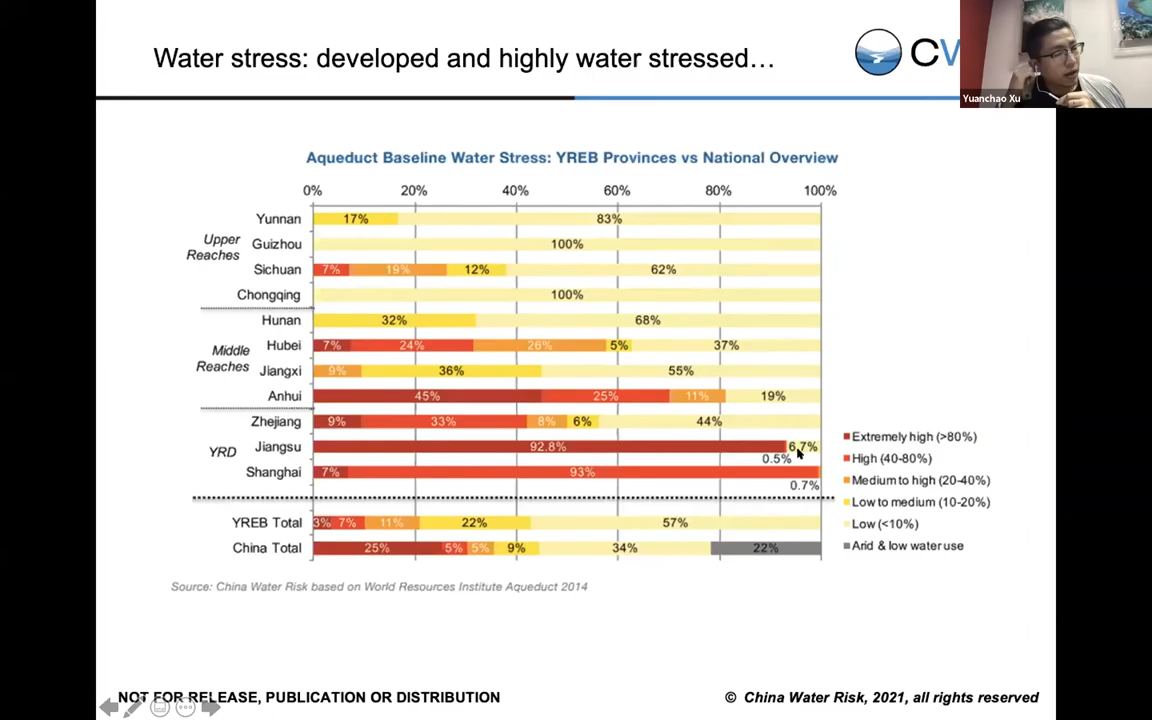 Water stress: developed and highly water stressed…
CW
Yuanchao Xu
Aqueduct Baseline Water Stress: YREB Provinces vs National Overview
0% 20% 40% 60% 80% 100%
Upper Reaches
Yunnan 17% 83%
Guizhou 100%
Sichuan 7% 19% 12% 62%
Chongqing 100%
Middle Reaches
Hunan 32% 68%
Hubei 7% 24% 26% 5% 37%
Jiangxi 9% 36% 55%
Anhui 45% 25% 11% 19%
YRD
Zhejiang 9% 33% 8% 6% 44%
Jiangsu 92.8% 6.7%
0.5%
Shanghai 7% 93%
0.7%
YREB Total 3% 7% 11% 22% 57%
China Total 25% 5% 5% 9% 34% 22%
Extremely high (>80%)
High (40-80%)
Medium to high (20-40%)
Low to medium (10-20%)
Low (<10%)
Arid & low water use
Source: China Water Risk based on World Resources Institute Aqueduct 2014
NOT FOR RELEASE, PUBLICATION OR DISTRIBUTION
© China Water Risk, 2021, all rights reserved